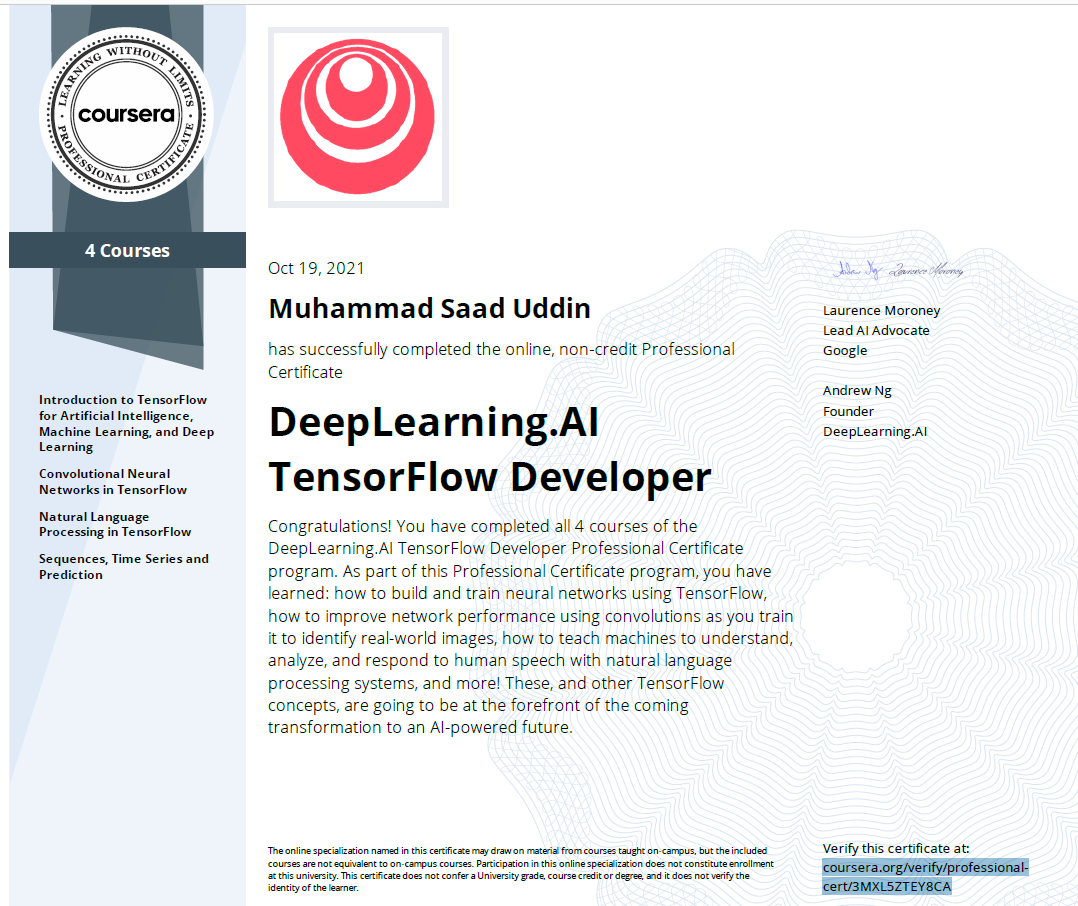 LEARNING WITHOUT LIMITS
coursera
PROFESSIONAL CERTIFICATE
4 Courses
Introduction to TensorFlow
for Artificial Intelligence,
Machine Learning, and Deep
Learning
Convolutional Neural
Networks in TensorFlow
Natural Language
Processing in TensorFlow
Sequences, Time Series and
Prediction
Oct 19, 2021
Muhammad Saad Uddin
has successfully completed the online, non-credit Professional
Certificate
DeepLearning.AI
TensorFlow Developer
Congratulations! You have completed all 4 courses of the
DeepLearning.AI TensorFlow Developer Professional Certificate
program. As part of this Professional Certificate program, you have
learned: how to build and train neural networks using TensorFlow,
how to improve network performance using convolutions as you train
it to identify real-world images, how to teach machines to understand,
analyze, and respond to human speech with natural language
processing systems, and more! These, and other TensorFlow
concepts, are going to be at the forefront of the coming
transformation to an AI-powered future.
The online specialization named in this certificate may draw on material from courses taught on-campus, but the included
courses are not equivalent to on-campus courses. Participation in this online specialization does not constitute enrollment
at this university. This certificate does not confer a University grade, course credit or degree, and it does not verify the
identity of the learner.
Laurence Moroney
Laurence Moroney
Lead AI Advocate
Google
Andrew Ng
Founder
DeepLearning.AI
Verify this certificate at:
coursera.org/verify/professional-
cert/3MXL5ZTEY8CA